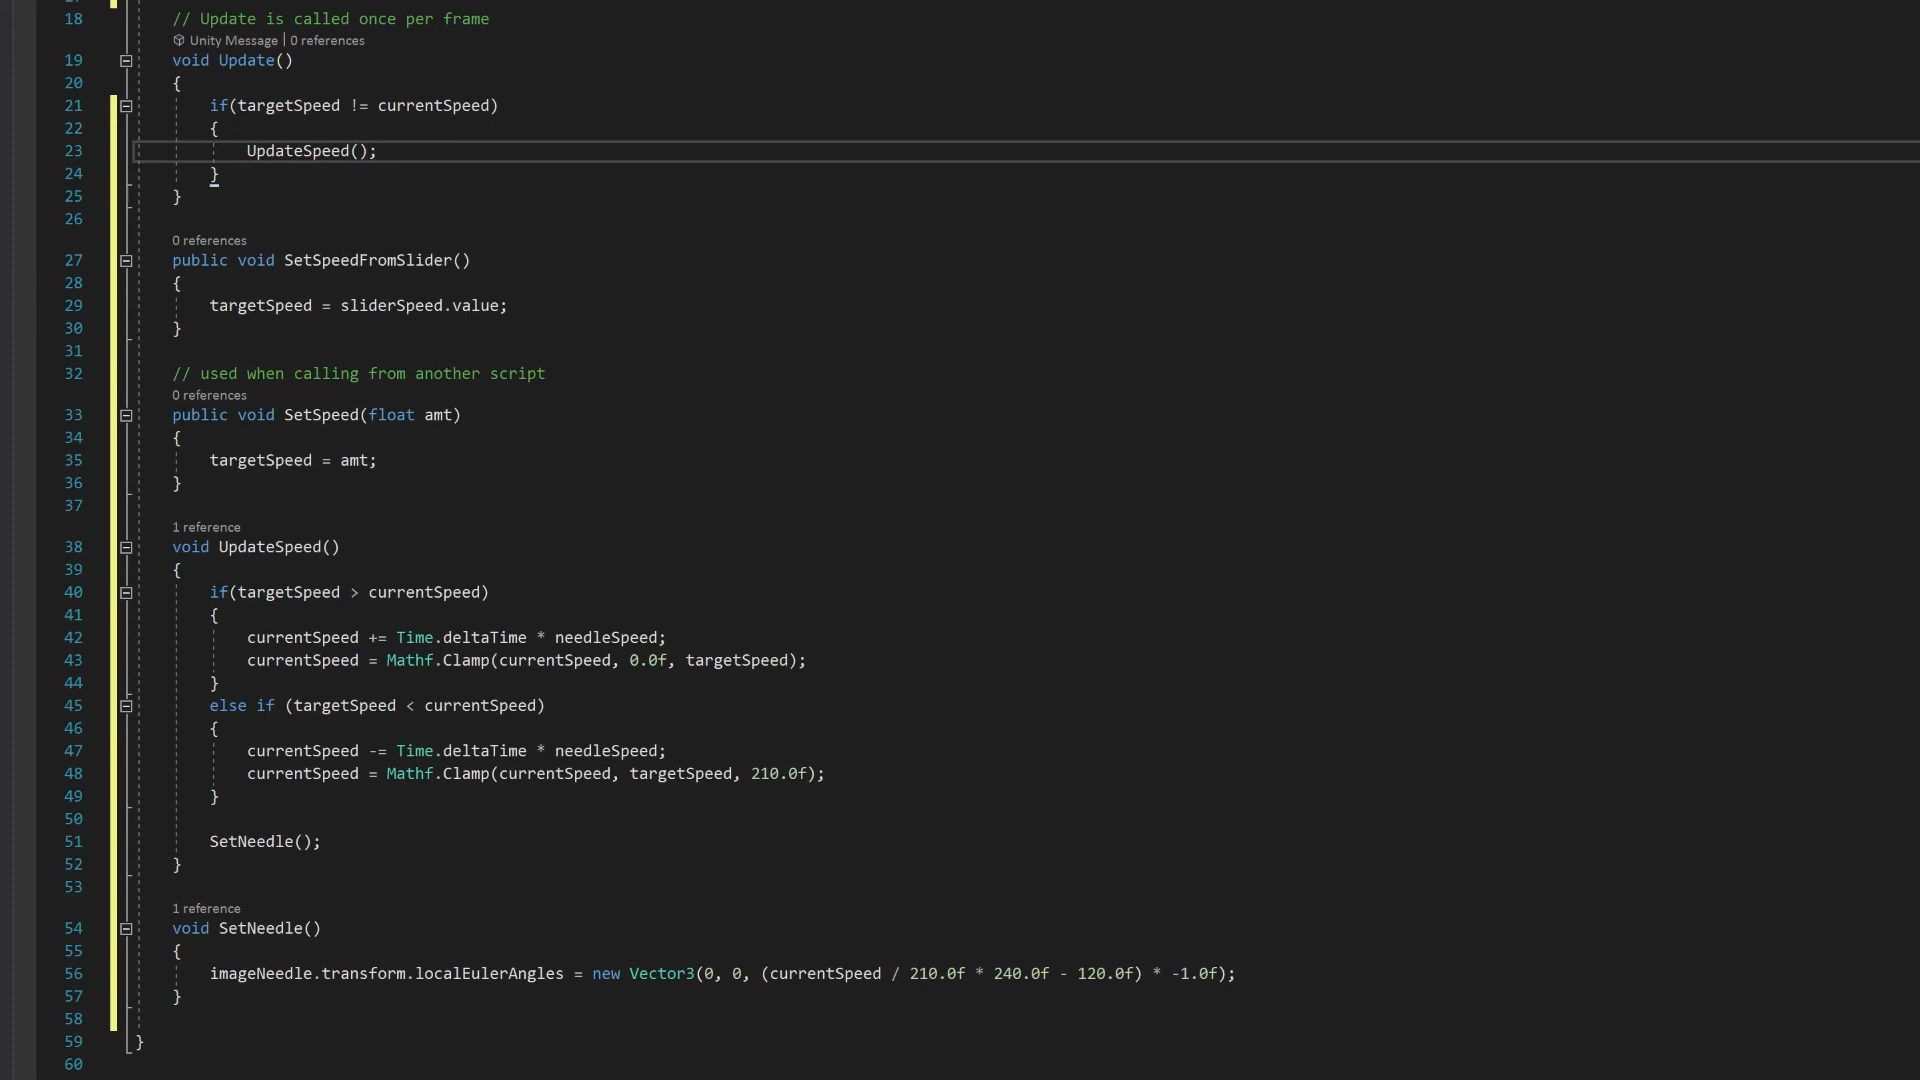 18 // Update is called once per frame
Unity Message | 0 references
19 void Update()
20 {
21 if(targetSpeed != currentSpeed)
22 {
23 UpdateSpeed();
24 }
25 }
26
0 references
27 public void SetSpeedFromSlider()
28 {
29 targetSpeed = sliderSpeed.value;
30 }
31
32 // used when calling from another script
0 references
33 public void SetSpeed(float amt)
34 {
35 targetSpeed = amt;
36 }
37
1 reference
38 void UpdateSpeed()
39 {
40 if(targetSpeed > currentSpeed)
41 {
42 currentSpeed += Time.deltaTime * needleSpeed;
43 currentSpeed = Mathf.Clamp(currentSpeed, 0.0f, targetSpeed);
44 }
45 else if (targetSpeed < currentSpeed)
46 {
47 currentSpeed -= Time.deltaTime * needleSpeed;
48 currentSpeed = Mathf.Clamp(currentSpeed, targetSpeed, 210.0f);
49 }
50
51 SetNeedle();
52 }
53
1 reference
54 void SetNeedle()
55 {
56 imageNeedle.transform.localEulerAngles = new Vector3(0, 0, (currentSpeed / 210.0f * 240.0f - 120.0f) * -1.0f);
57 }
58
59 }
60